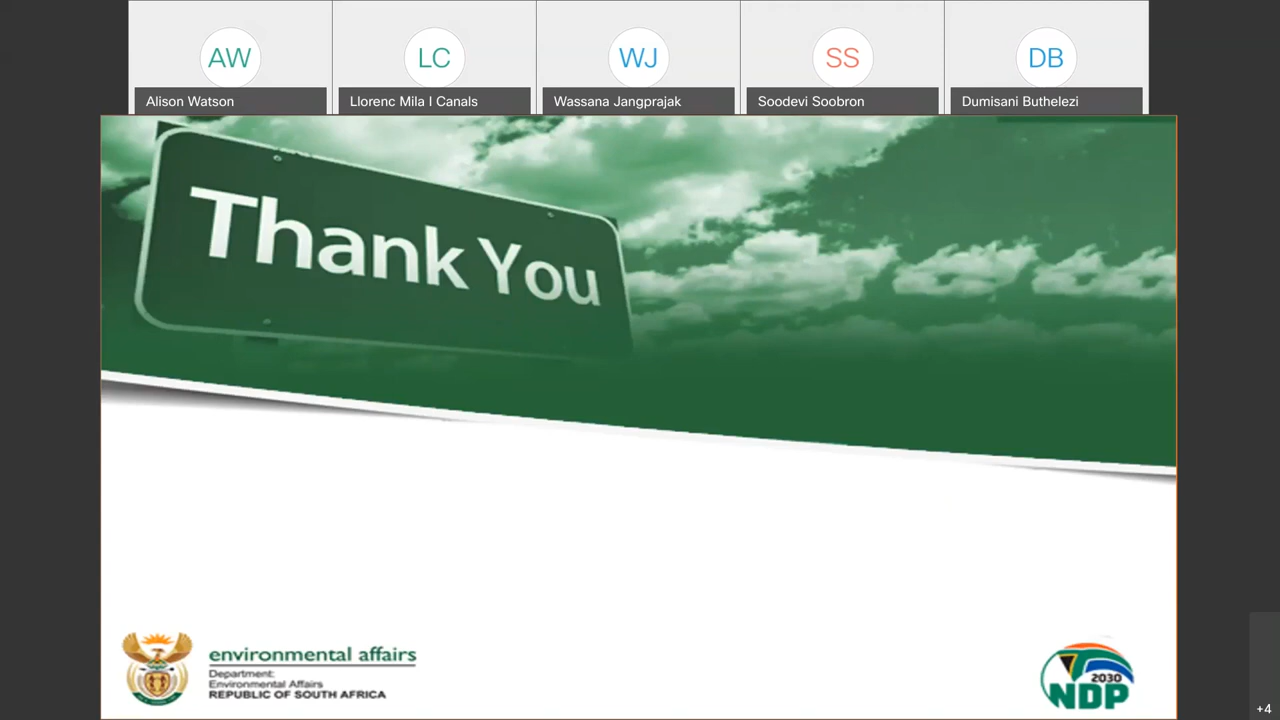 AW
LC
WJ
SS
DB
Alison Watson
Llorenc Mila I Canals
Wassana Jangprajak
Soodevi Soobron
Dumisani Buthelezi
Thank You
environmental affairs
Department:
Environmental Affairs
REPUBLIC OF SOUTH AFRICA
2030
NDP
+4